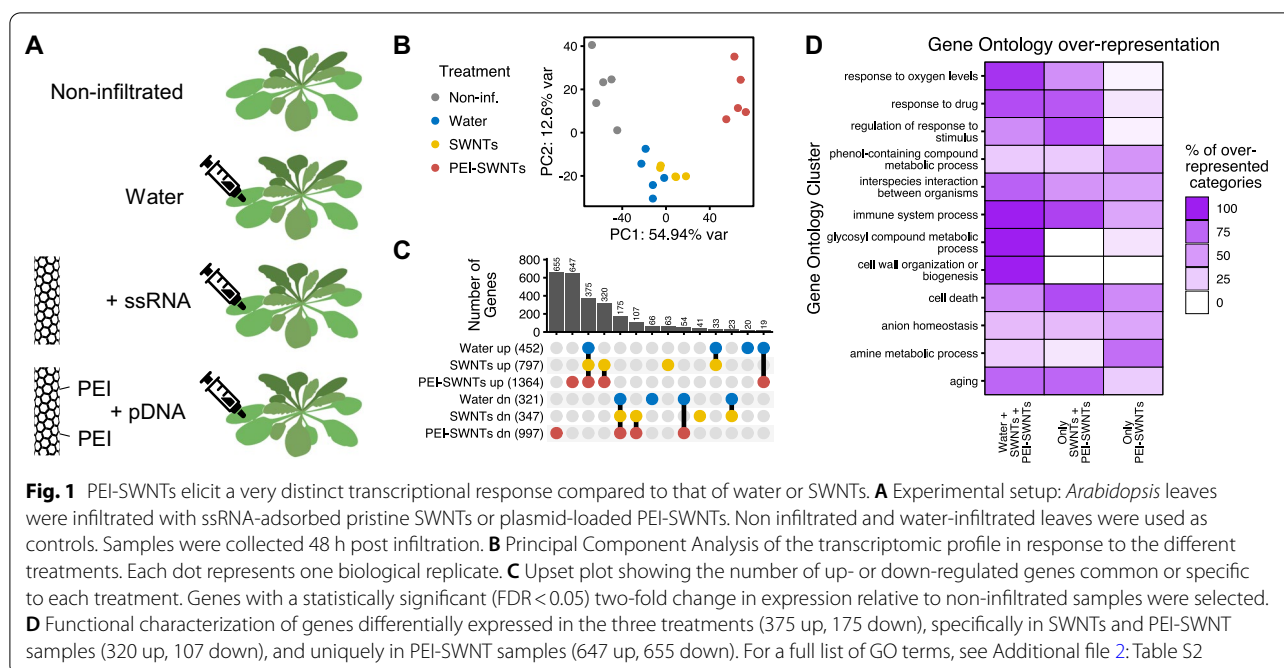 A
Non-infiltrated
Water
+ ssRNA
PEI
+ pDNA
PEI
B
Treatment
Non-inf.
Water
SWNTs
PEI-SWNTs
PC2: 12.6% var
40
20
0
-20
-40
0
40
PC1: 54.94% var
C
Number of
Genes
800
600
400
200
0
655
647
375
320
175
107
66
63
54
41
33
23
20
19
Water up (452)
SWNTs up (797)
PEI-SWNTs up (1364)
Water dn (321)
SWNTs dn (347)
PEI-SWNTs dn (997)
D
Gene Ontology over-representation
Gene Ontology Cluster
response to oxygen levels
response to drug
regulation of response to
stimulus
phenol-containing compound
metabolic process
interspecies interaction
between organisms
immune system process
glycosyl compound metabolic
process
cell wall organization or
biogenesis
cell death
anion homeostasis
amine metabolic process
aging
Water +
SWNTs +
PEI-SWNTs
Only
SWNTs +
PEI-SWNTs
Only
PEI-SWNTs
% of over-
represented
categories
100
75
50
25
0
Fig. 1 PEI-SWNTs elicit a very distinct transcriptional response compared to that of water or SWNTs. A Experimental setup: Arabidopsis leaves
were infiltrated with ssRNA-adsorbed pristine SWNTs or plasmid-loaded PEI-SWNTs. Non infiltrated and water-infiltrated leaves were used as
controls. Samples were collected 48 h post infiltration. B Principal Component Analysis of the transcriptomic profile in response to the different
treatments. Each dot represents one biological replicate. C Upset plot showing the number of up- or down-regulated genes common or specific
to each treatment. Genes with a statistically significant (FDR < 0.05) two-fold change in expression relative to non-infiltrated samples were selected.
D Functional characterization of genes differentially expressed in the three treatments (375 up, 175 down), specifically in SWNTs and PEI-SWNT
samples (320 up, 107 down), and uniquely in PEI-SWNT samples (647 up, 655 down). For a full list of GO terms, see Additional file 2: Table S2